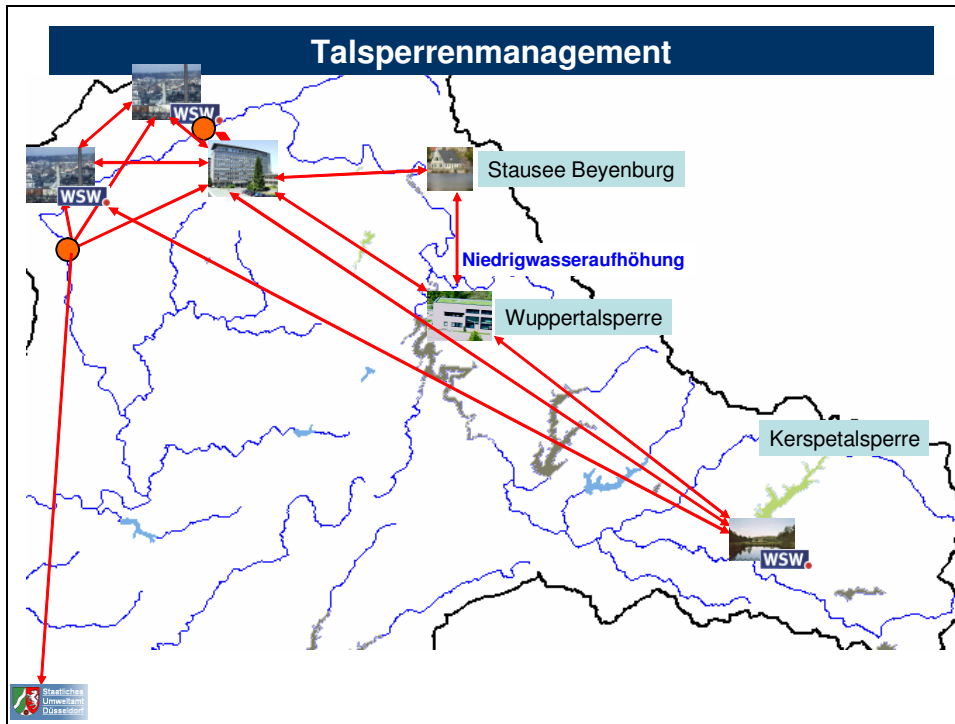 Talsperrenmanagement
WSW.
WSW.
Stausee Beyenburg
Niedrigwasseraufhöhung
Wuppertalsperre
Kerspetalsperre
WSW.
Staatliches
Umweltamt
Düsseldorf